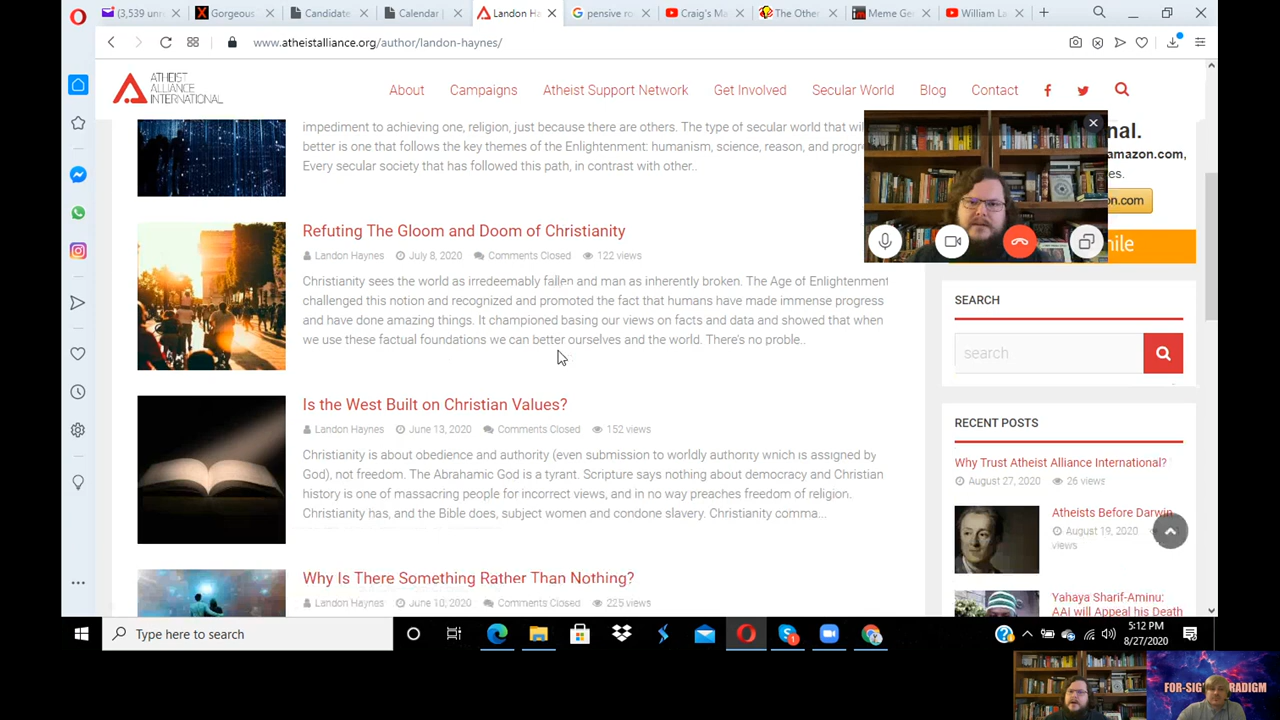 (3,539 unr
Gorgeous
Candidate
Calendar |
Landon Ha
pensive ro
Craig's Ma
The Other
Meme Ge
William La
www.atheistalliance.org/author/landon-haynes/
ATHEIST
ALLIANCE
INTERNATIONAL
About
Campaigns
Atheist Support Network
Get Involved
Secular World
Blog
Contact
impediment to achieving one, religion, just because there are others. The type of secular world that wil
better is one that follows the key themes of the Enlightenment: humanism, science, reason, and progre
Every secular society that has followed this path, in contrast with other..
Refuting The Gloom and Doom of Christianity
Landon Haynes July 8, 2020 Comments Closed 122 views
Christianity sees the world as irredeemably fallen and man as inherently broken. The Age of Enlightenment
challenged this notion and recognized and promoted the fact that humans have made immense progress
and have done amazing things. It championed basing our views on facts and data and showed that when
we use these factual foundations we can better ourselves and the world. There's no proble..
Is the West Built on Christian Values?
Landon Haynes June 13, 2020 Comments Closed 152 views
Christianity is about obedience and authority (even submission to worldly authority which is assigned by
God), not freedom. The Abrahamic God is a tyrant. Scripture says nothing about democracy and Christian
history is one of massacring people for incorrect views, and in no way preaches freedom of religion.
Christianity has, and the Bible does, subject women and condone slavery. Christianity comma...
Why Is There Something Rather Than Nothing?
Landon Haynes June 10, 2020 Comments Closed 225 views
nal.
amazon.com,
es.
on.com
nile
SEARCH
search
RECENT POSTS
Why Trust Atheist Alliance International?
August 27, 2020 26 views
Atheists Before Darwin
August 19, 2020
views
Yahaya Sharif-Aminu:
AAI will Appeal his Death
Type here to search
5:12 PM
8/27/2020
FOR-SIG RADIGM